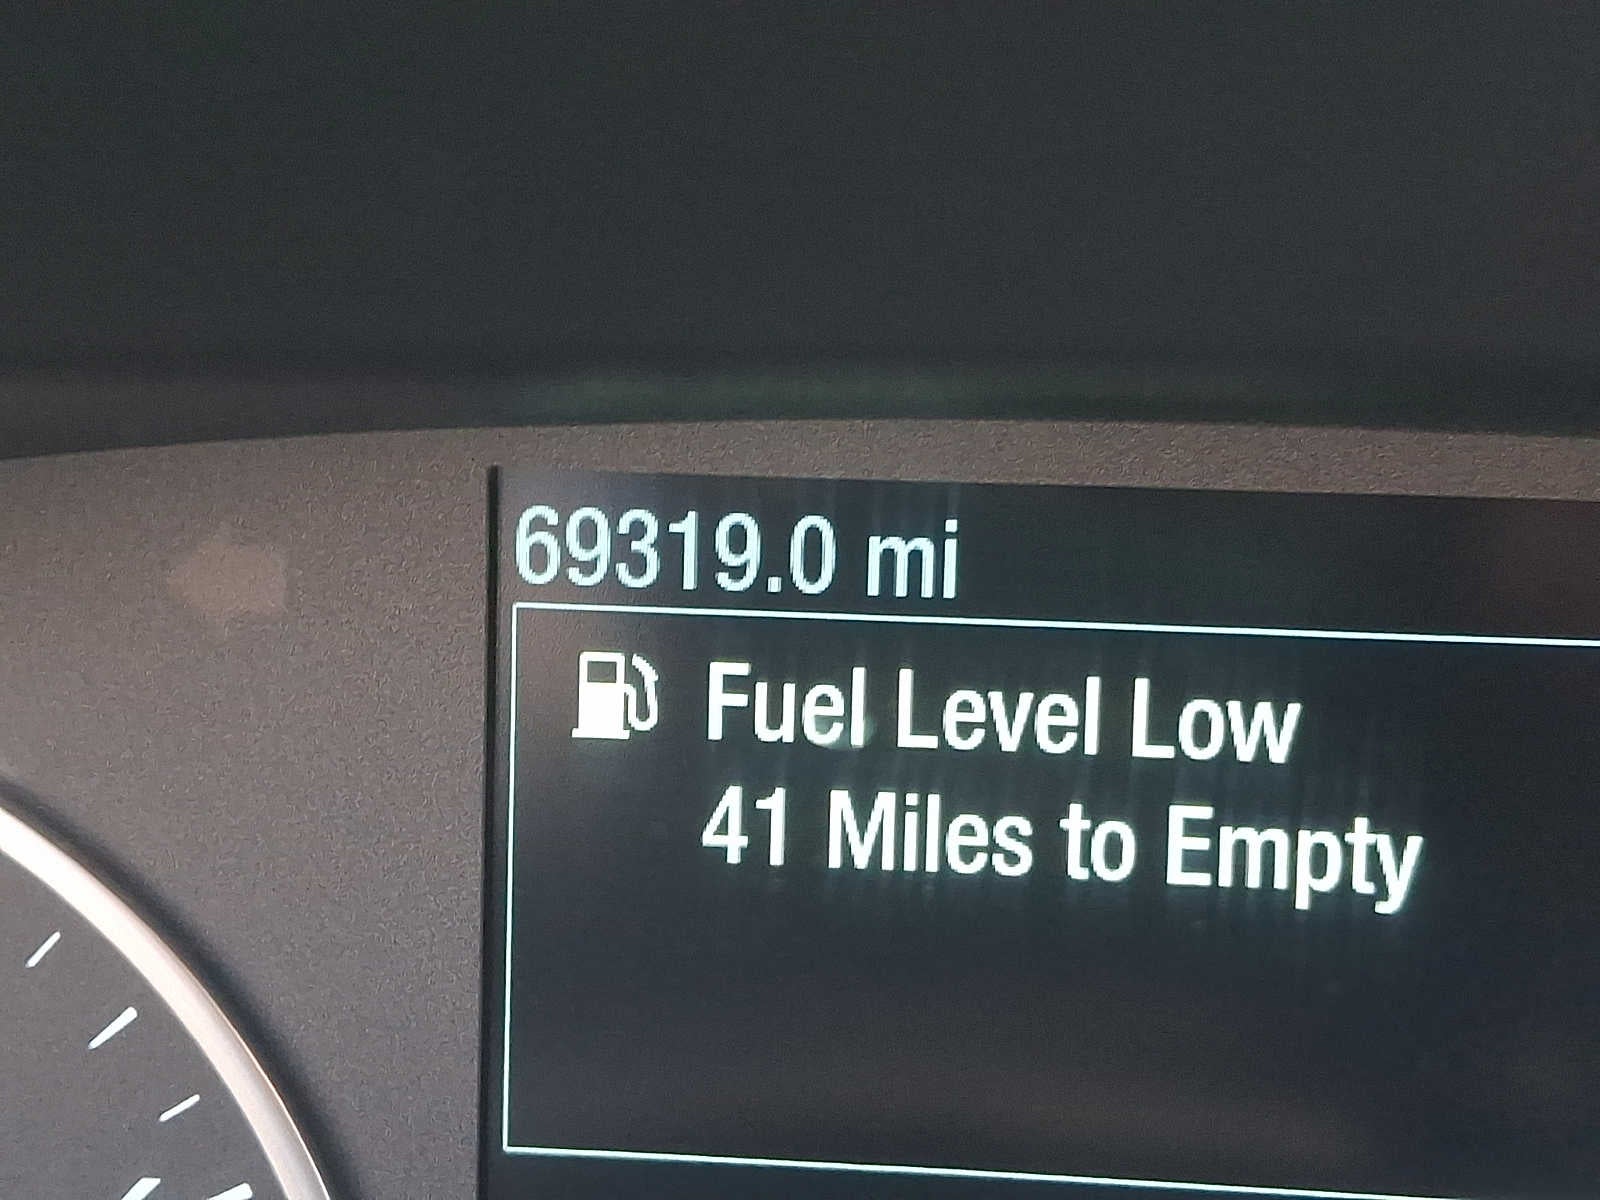 69319.0 mi
Fuel Level Low
41 Miles to Empty